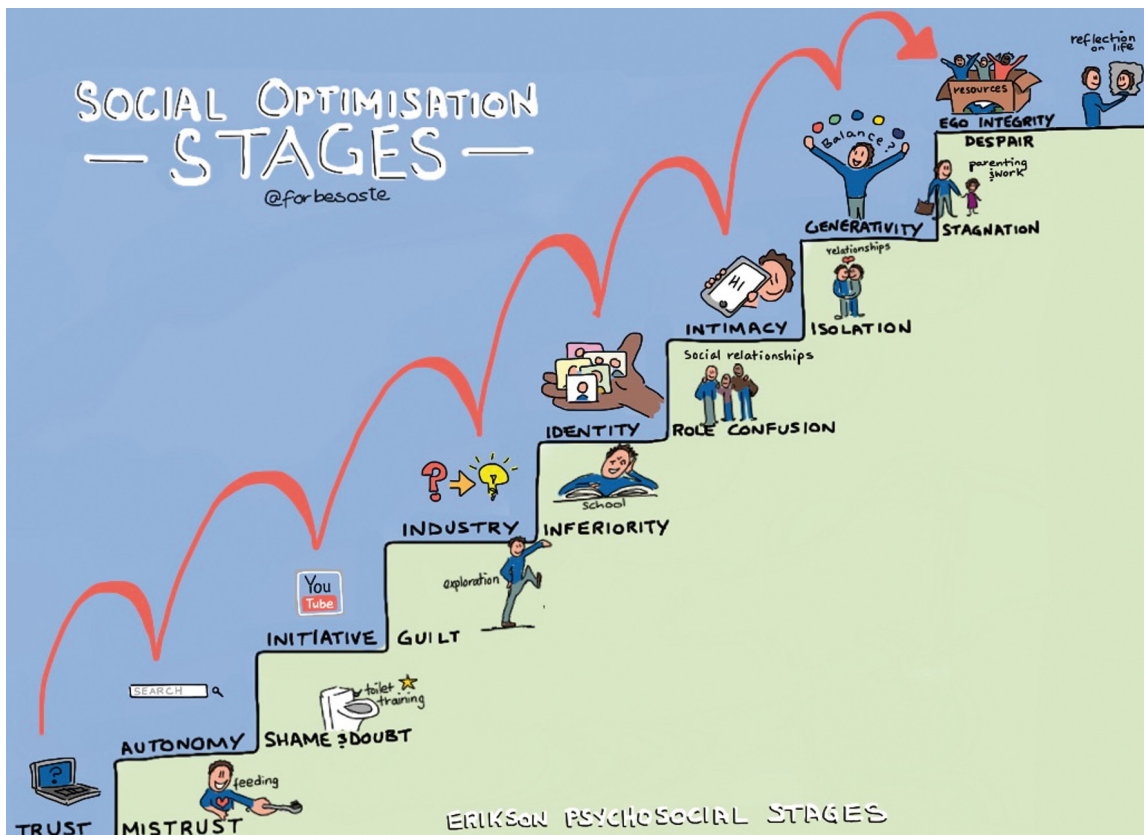 SOCIAL OPTIMISATION
— STAGES —
@forbesoste
reflection
on life
resources
EGO INTEGRITY
DESPAIR
Balance?
parenting
&work
GENERATIVITY
STAGNATION
relationships
HI
INTIMACY
ISOLATION
Social relationships
IDENTITY
ROLE CONFUSION
?
school
INDUSTRY
INFERIORITY
You
Tube
exploration
INITIATIVE
GUILT
SEARCH
toilet
training
AUTONOMY
SHAME &DOUBT
?
feeding
TRUST
MISTRUST
ERIKSON PSYCHOSOCIAL STAGES